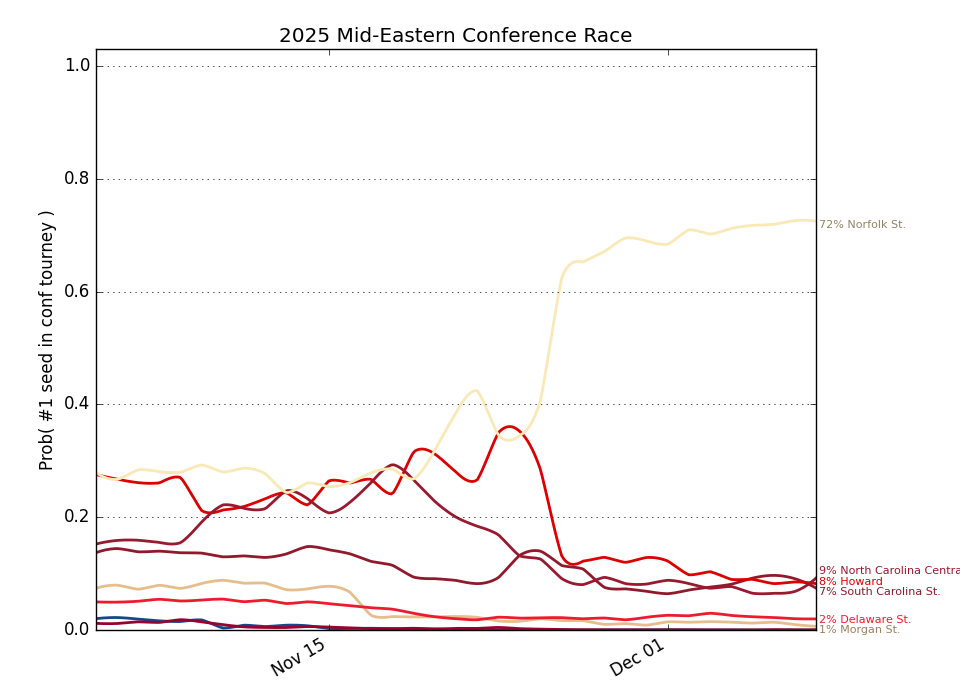 2025 Mid-Eastern Conference Race
Prob( #1 seed in conf tourney )
1.0
0.8
0.6
0.4
0.2
0.0
Nov 15
Dec 01
72% Norfolk St.
9% North Carolina Centra
8% Howard
7% South Carolina St.
2% Delaware St.
1% Morgan St.